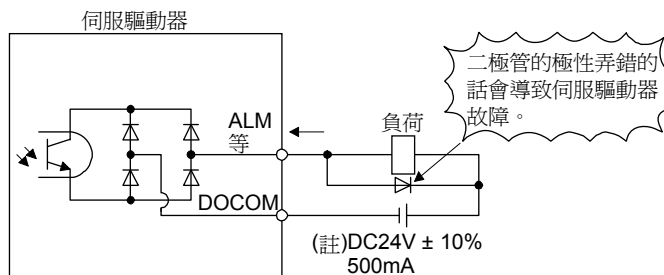 伺服驅動器
二極管的極性弄錯的
話會導致伺服驅動器
故障。
ALM
等
負荷
DOCOM
(註)DC24V ± 10%
500mA